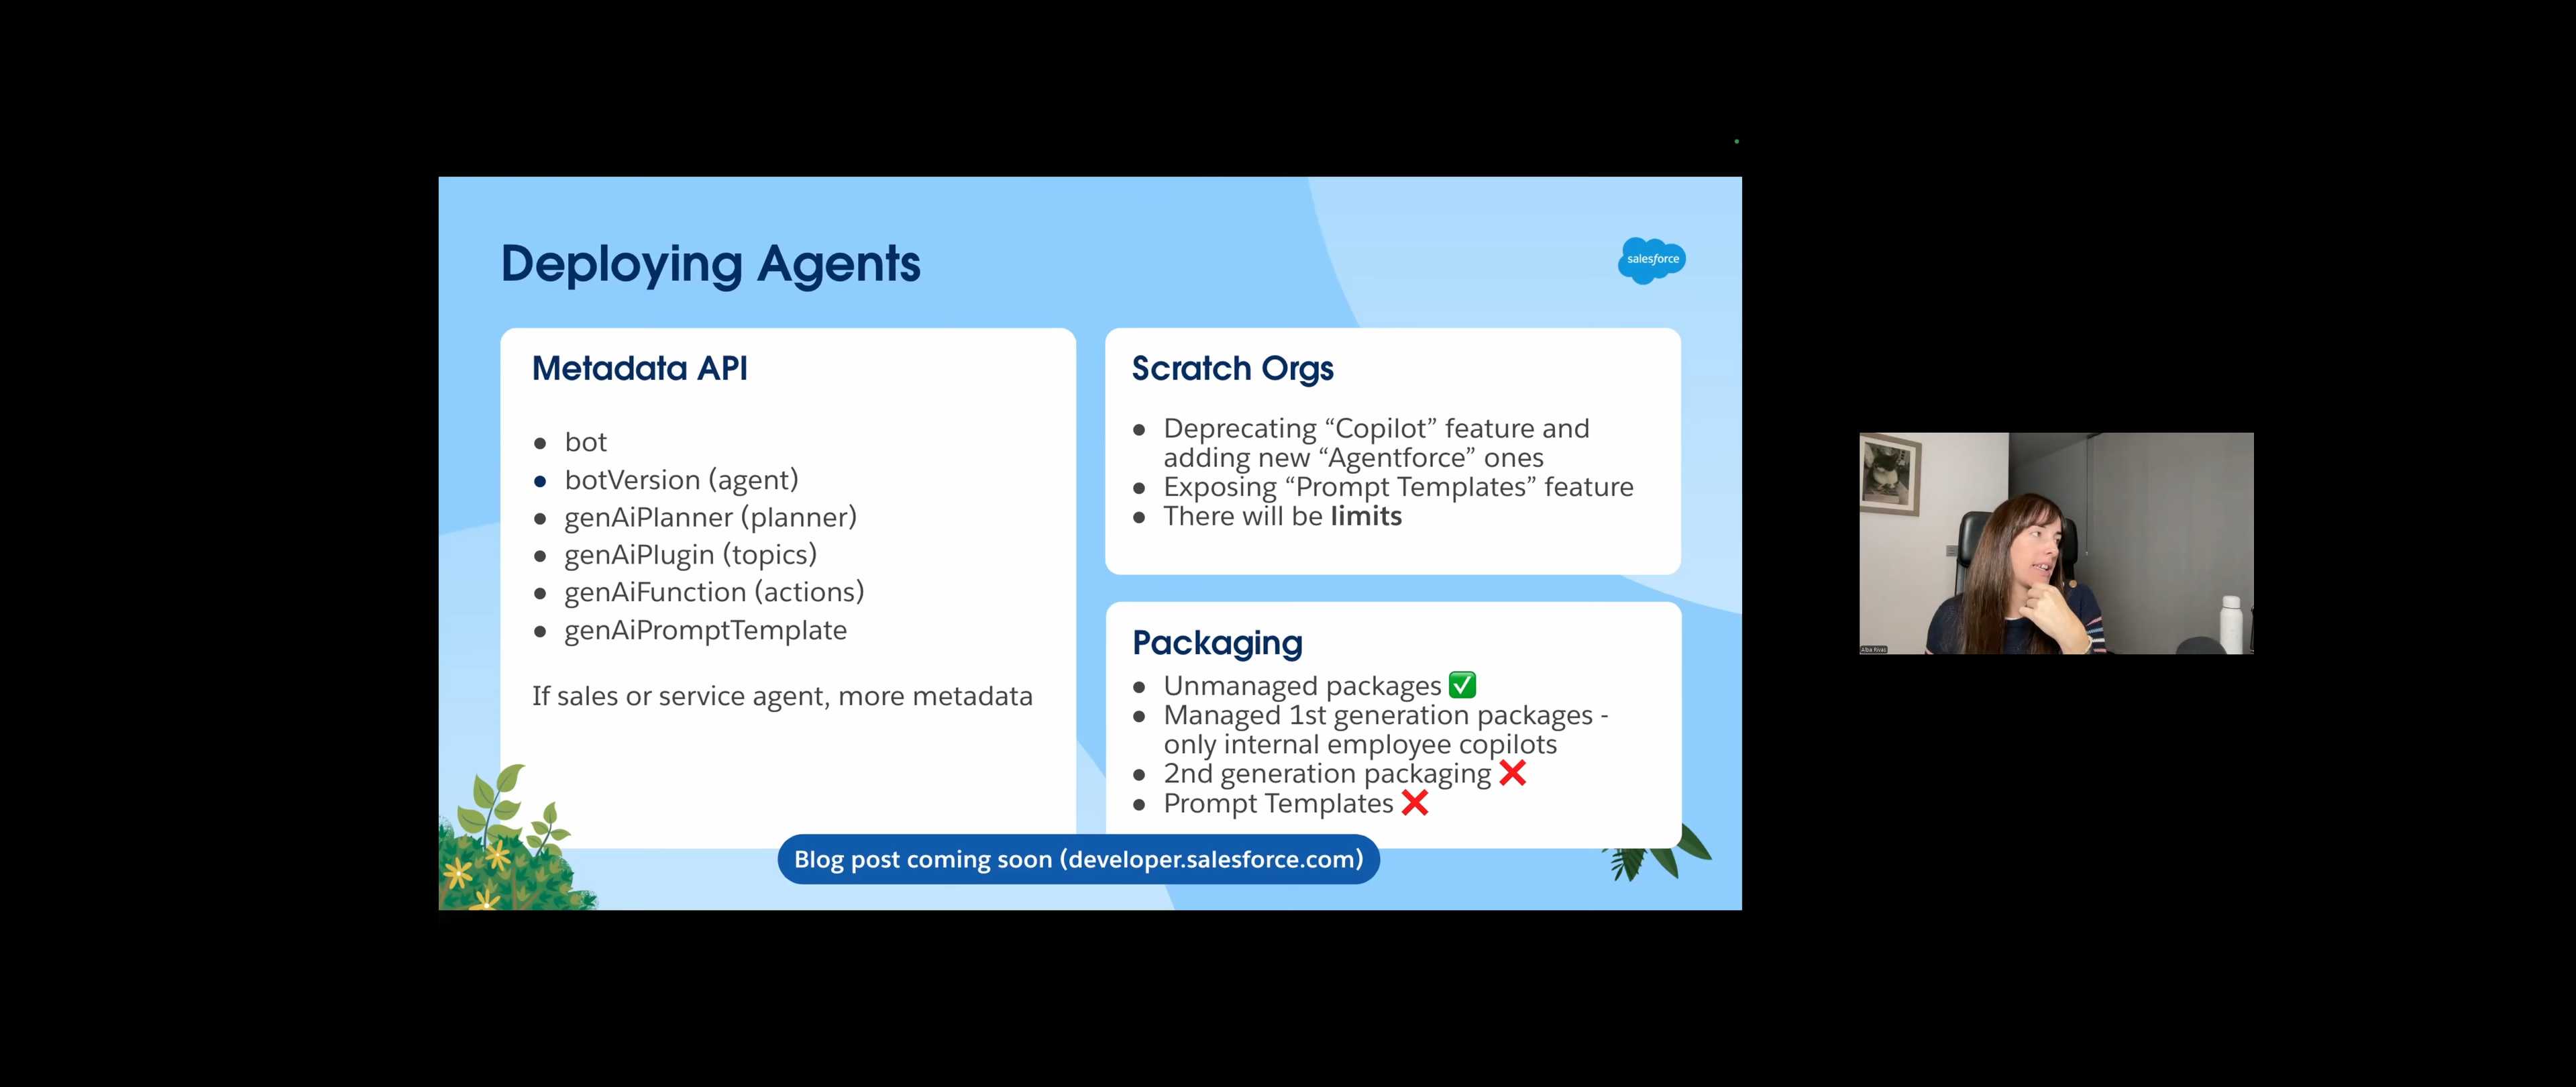 Deploying Agents
salesforce
Metadata API
● bot
● botVersion (agent)
● genAiPlanner (planner)
● genAiPlugin (topics)
● genAiFunction (actions)
● genAiPromptTemplate
If sales or service agent, more metadata
Scratch Orgs
● Deprecating “Copilot” feature and
adding new “Agentforce” ones
● Exposing “Prompt Templates” feature
● There will be limits
Packaging
● Unmanaged packages ✅
● Managed 1st generation packages -
only internal employee copilots
● 2nd generation packaging ❌
● Prompt Templates ❌
Blog post coming soon (developer.salesforce.com)
Alba Rivas